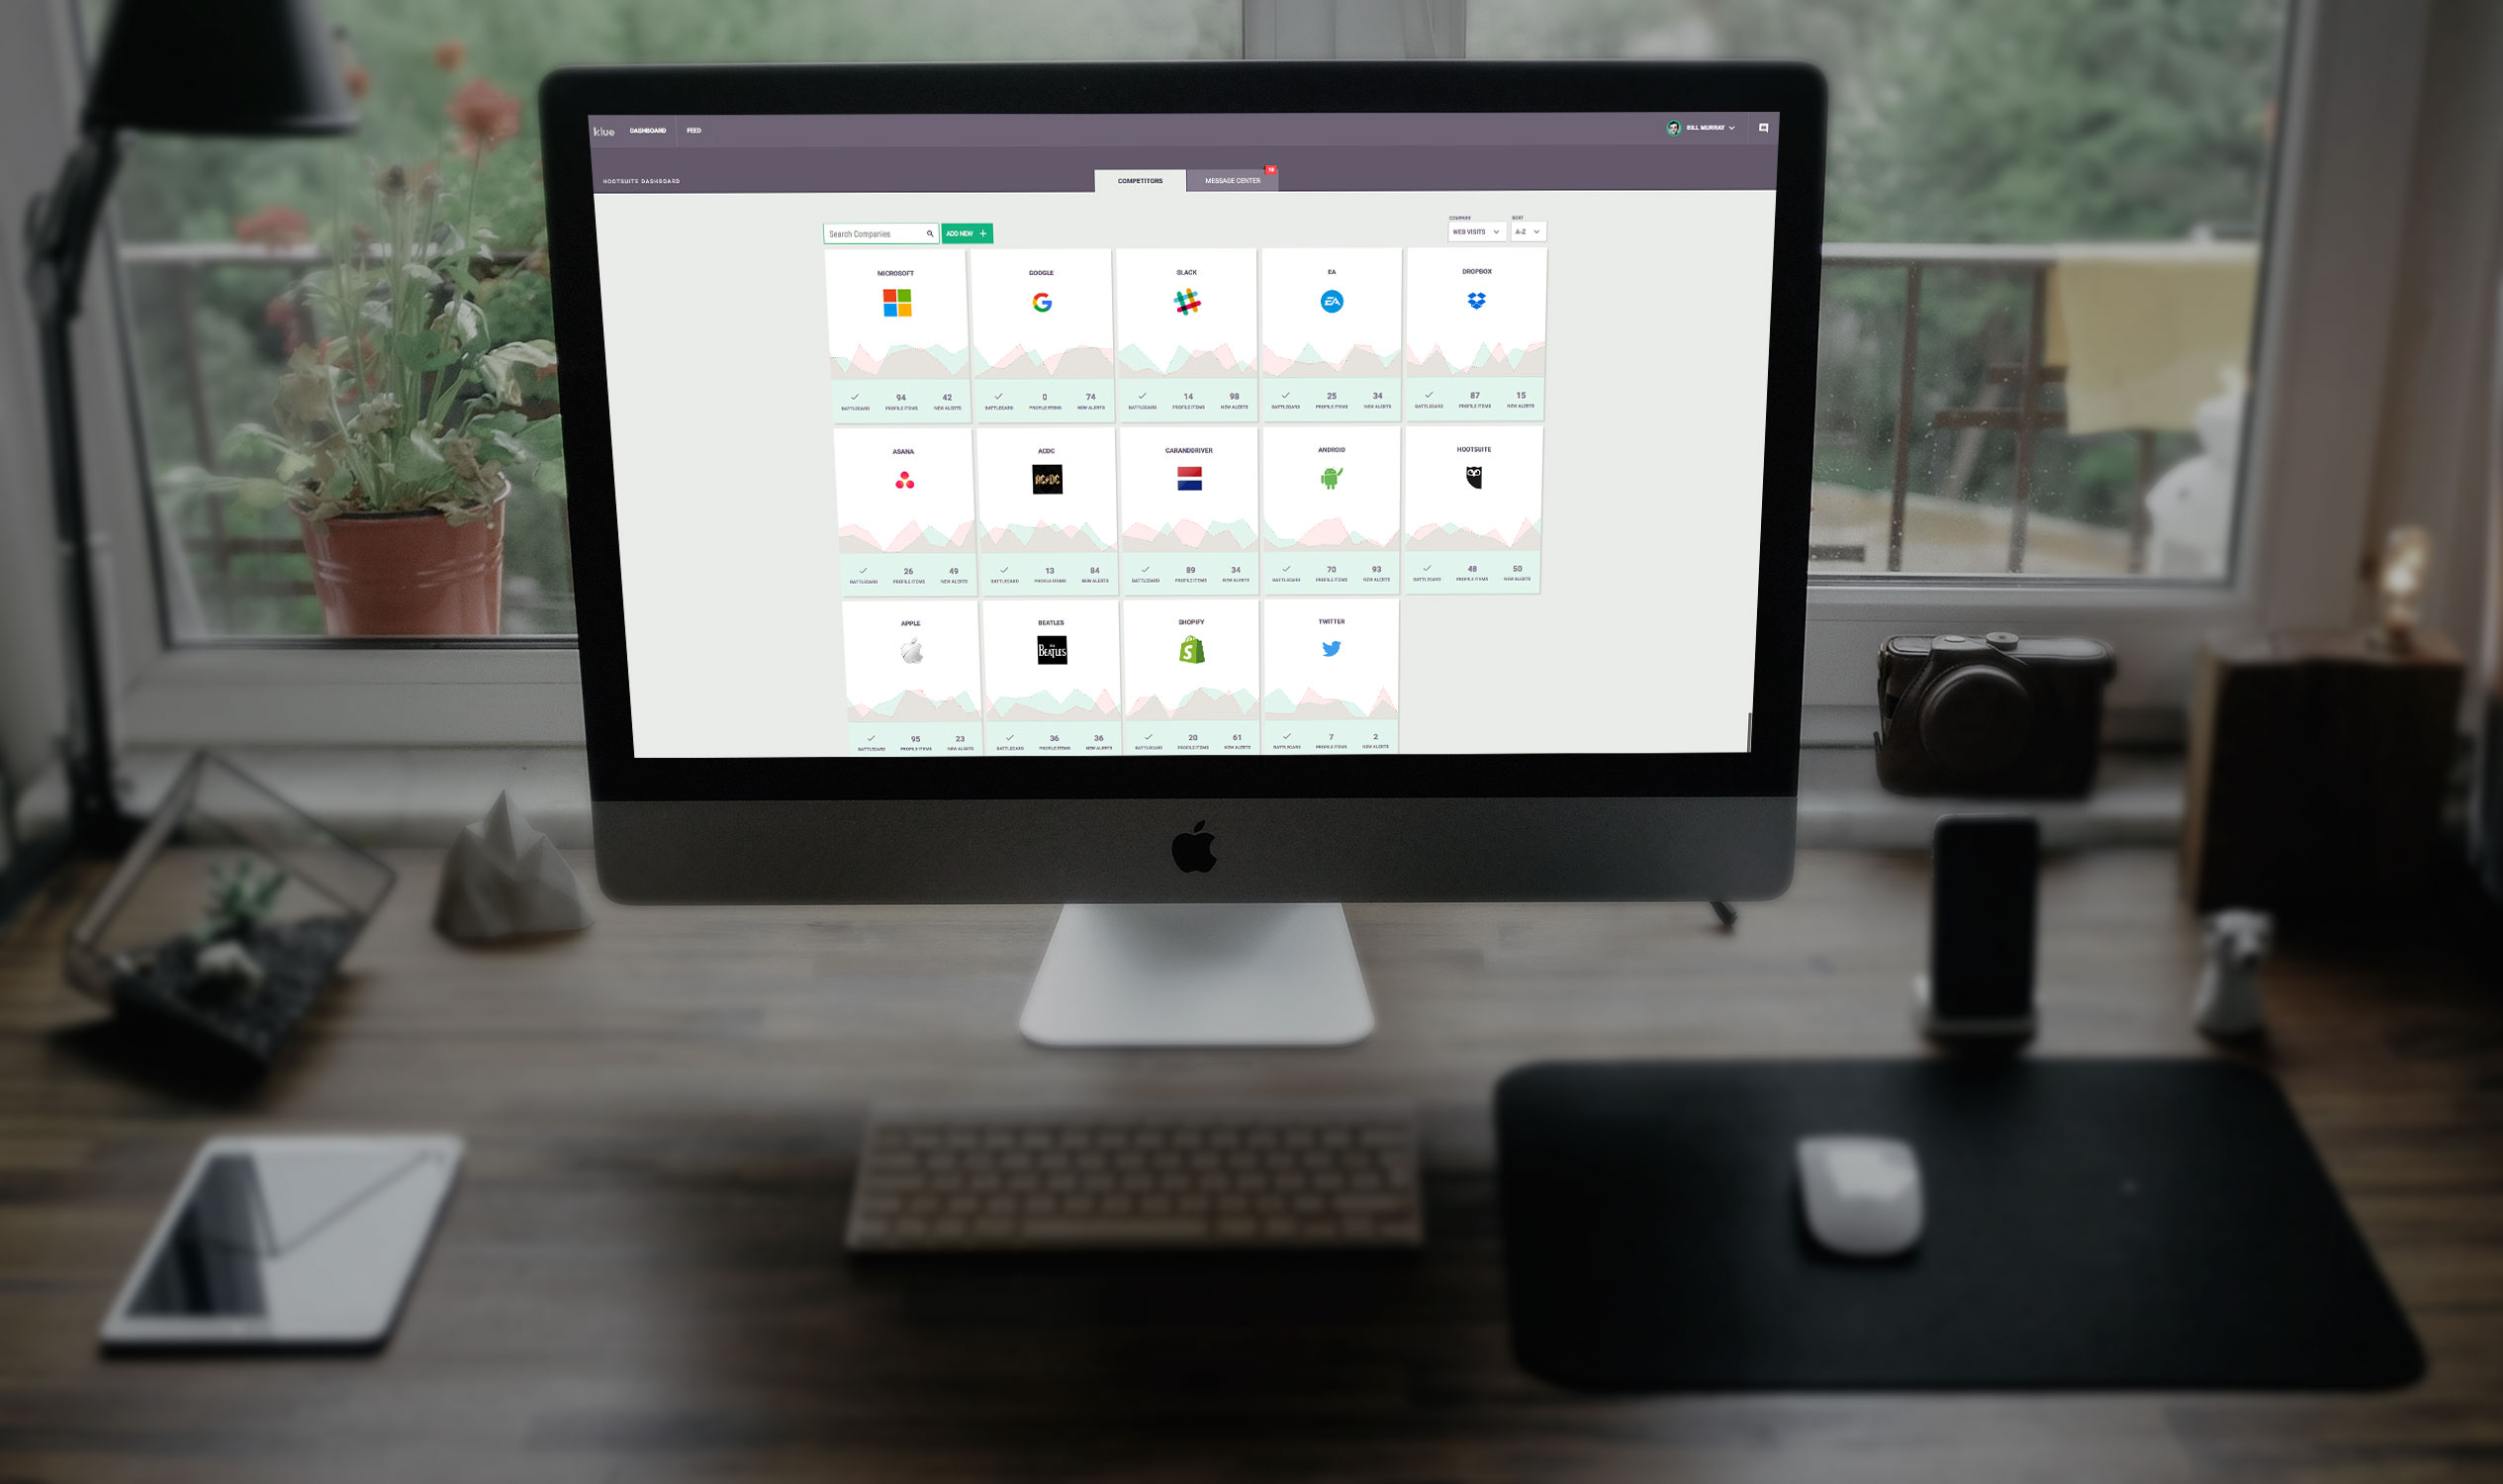 klue DASHBOARD FEED BILL MURRAY
HOOTSUITE DASHBOARD COMPETITORS MESSAGE CENTER
COMPARE SORT
Search Companies ADD NEW + WEB VISITS A-Z
MICROSOFT GOOGLE SLACK EA DROPBOX
EA
94 42 0 74 14 98 25 34 87 15
BATTLECARD PROFILE ITEMS NEW ALERTS BATTLECARD PROFILE ITEMS NEW ALERTS BATTLECARD PROFILE ITEMS NEW ALERTS BATTLECARD PROFILE ITEMS NEW ALERTS BATTLECARD PROFILE ITEMS NEW ALERTS
ASANA ACDC CARANDDRIVER ANDROID HOOTSUITE
AC/DC
26 49 13 84 89 34 70 93 48 50
BATTLECARD PROFILE ITEMS NEW ALERTS BATTLECARD PROFILE ITEMS NEW ALERTS BATTLECARD PROFILE ITEMS NEW ALERTS BATTLECARD PROFILE ITEMS NEW ALERTS BATTLECARD PROFILE ITEMS NEW ALERTS
APPLE BEATLES SHOPIFY TWITTER
THE BEATLES
95 23 36 36 20 61 7 2
BATTLECARD PROFILE ITEMS NEW ALERTS BATTLECARD PROFILE ITEMS NEW ALERTS BATTLECARD PROFILE ITEMS NEW ALERTS BATTLECARD PROFILE ITEMS NEW ALERTS